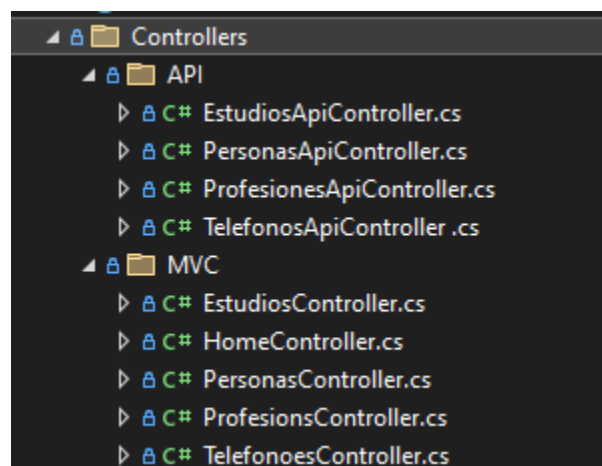 Controllers
API
C# EstudiosApiController.cs
C# PersonasApiController.cs
C# ProfesionesApiController.cs
C# TelefonosApiController .cs
MVC
C# EstudiosController.cs
C# HomeController.cs
C# PersonasController.cs
C# ProfesionsController.cs
C# TelefonoesController.cs